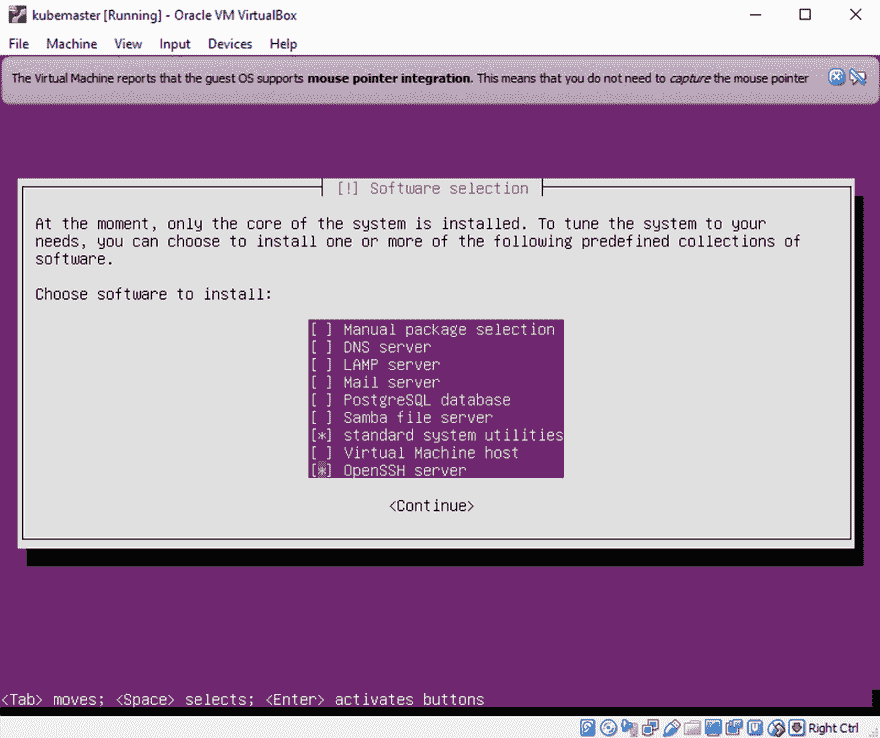 kubemaster [Running] - Oracle VM VirtualBox
File Machine View Input Devices Help
The Virtual Machine reports that the guest OS supports mouse pointer integration. This means that you do not need to capture the mouse pointer
[!] Software selection
At the moment, only the core of the system is installed. To tune the system to your
needs, you can choose to install one or more of the following predefined collections of
software.
Choose software to install:
[ ] Manual package selection
[ ] DNS server
[ ] LAMP server
[ ] Mail server
[ ] PostgreSQL database
[ ] Samba file server
[*] standard system utilities
[ ] Virtual Machine host
[*] OpenSSH server
<Continue>
<Tab> moves; <Space> selects; <Enter> activates buttons
Right Ctrl